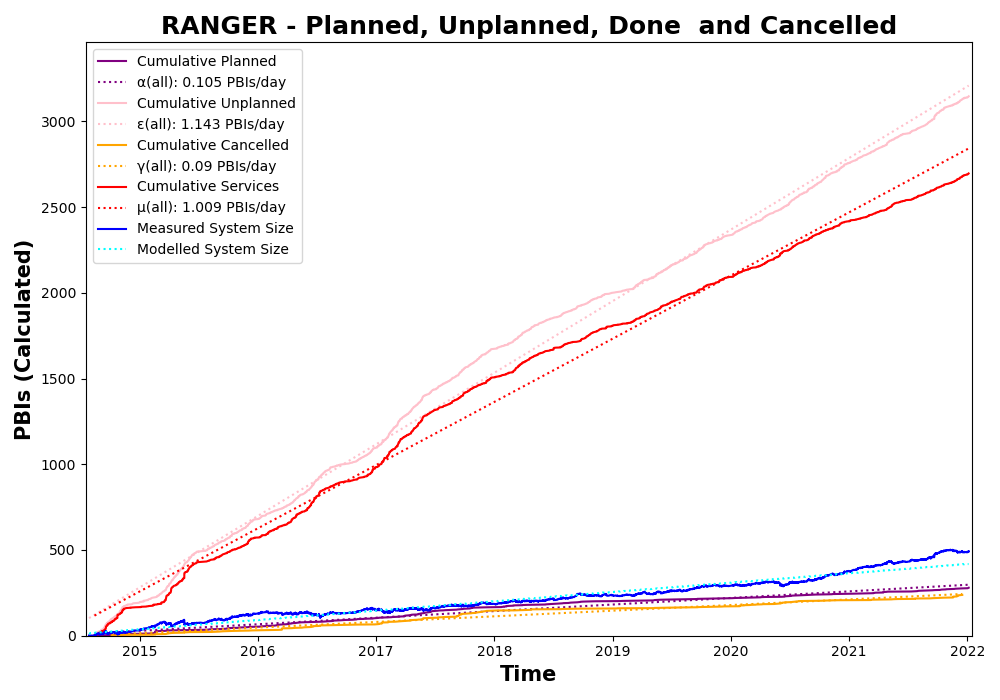 RANGER - Planned, Unplanned, Done  and Cancelled
Cumulative Planned
α(all): 0.105 PBIs/day
Cumulative Unplanned
ε(all): 1.143 PBIs/day
Cumulative Cancelled
γ(all): 0.09 PBIs/day
Cumulative Services
μ(all): 1.009 PBIs/day
Measured System Size
Modelled System Size
PBIs (Calculated)
3000
2500
2000
1500
1000
500
0
2015 2016 2017 2018 2019 2020 2021 2022
Time